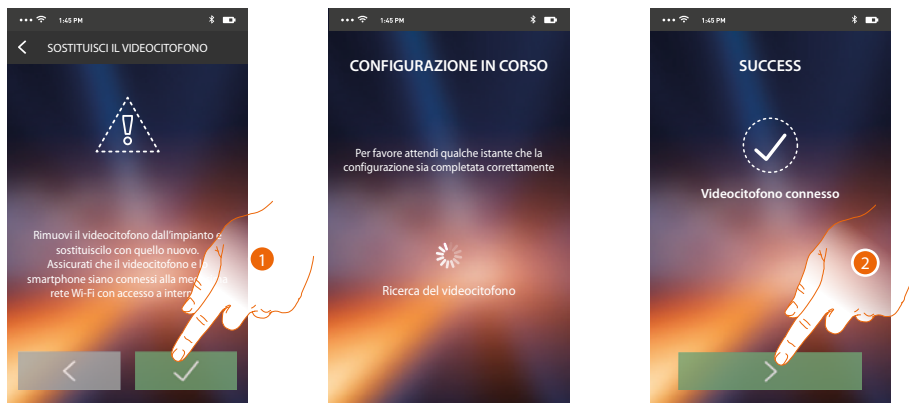 1:45 PM
SOSTITUISCI IL VIDEOCITOFONO
Rimuovi il videocitofono dall'impianto e
sostituiscilo con quello nuovo.
Assicurati che il videocitofono e
smartphone siano connessi alla
rete Wi-Fi con accesso a
1
1:45 PM
CONFIGURAZIONE IN CORSO
Per favore attendi qualche istante che la
configurazione sia completata correttamente
Ricerca del videocitofono
1:45 PM
SUCCESS
Videocitofono connesso
2